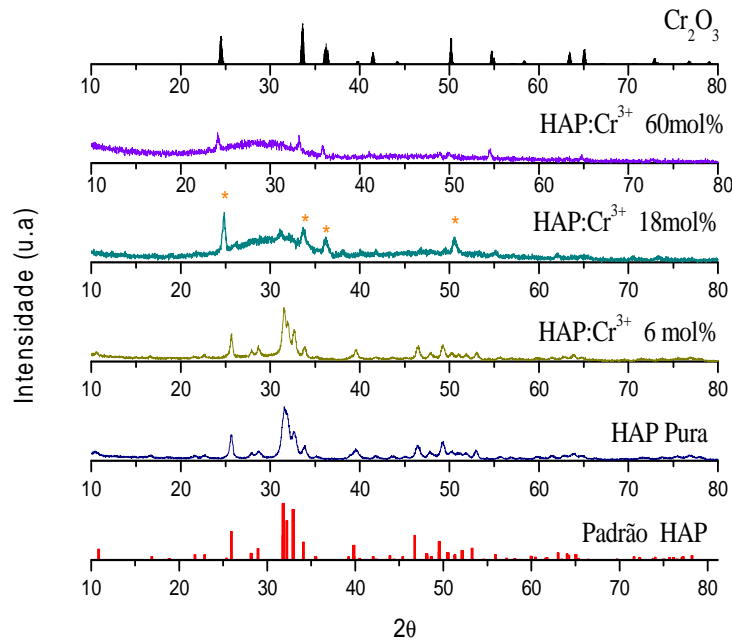 Cr₂O₃
10 20 30 40 50 60 70 80
HAP:Cr³⁺ 60mol%
10 20 30 40 50 60 70 80
* * * *
HAP:Cr³⁺ 18mol%
10 20 30 40 50 60 70 80
HAP:Cr³⁺ 6 mol%
10 20 30 40 50 60 70 80
HAP Pura
10 20 30 40 50 60 70 80
Padrão HAP
10 20 30 40 50 60 70 80
2θ
Intensidade (u.a)